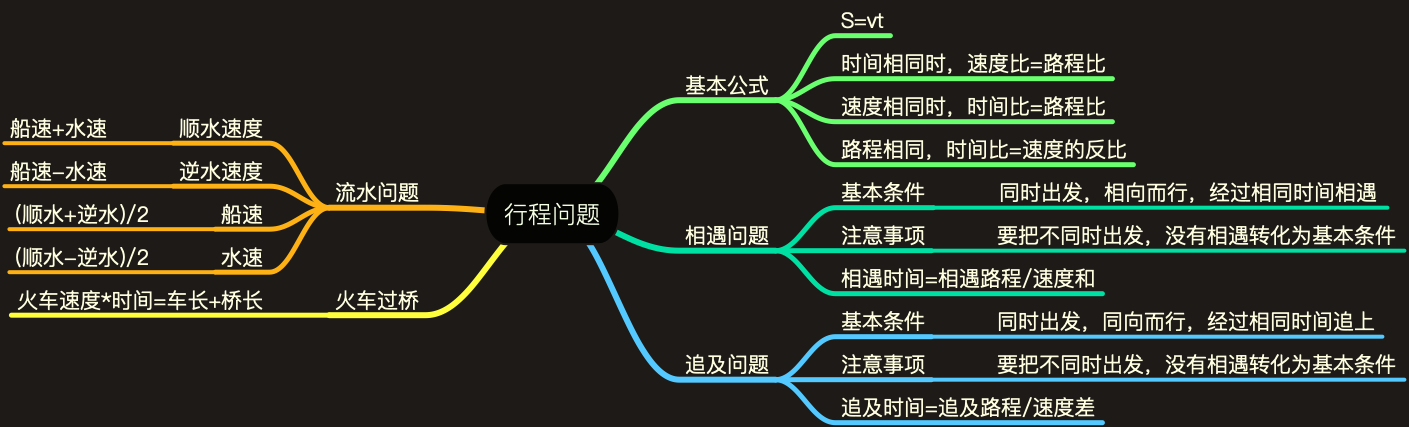 行程问题
基本公式
S=vt
时间相同时，速度比=路程比
速度相同时，时间比=路程比
路程相同，时间比=速度的反比
相遇问题
基本条件
同时出发，相向而行，经过相同时间相遇
注意事项
要把不同时出发，没有相遇转化为基本条件
相遇时间=相遇路程/速度和
追及问题
基本条件
同时出发，同向而行，经过相同时间追上
注意事项
要把不同时出发，没有相遇转化为基本条件
追及时间=追及路程/速度差
流水问题
顺水速度
船速+水速
逆水速度
船速-水速
船速
(顺水+逆水)/2
水速
(顺水-逆水)/2
火车过桥
火车速度*时间=车长+桥长